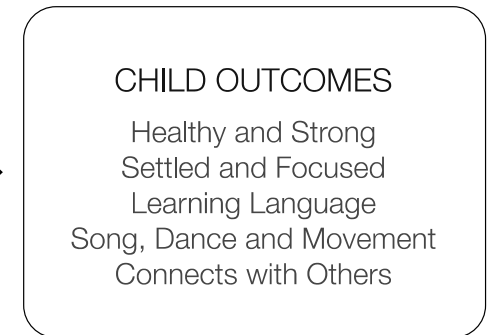 CHILD OUTCOMES
Healthy and Strong
Settled and Focused
Learning Language
Song, Dance and Movement
Connects with Others